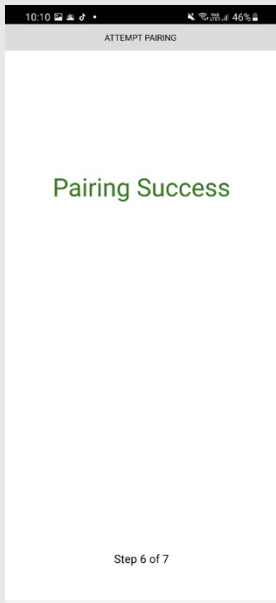 10:10 46%
ATTEMPT PAIRING
Pairing Success
Step 6 of 7